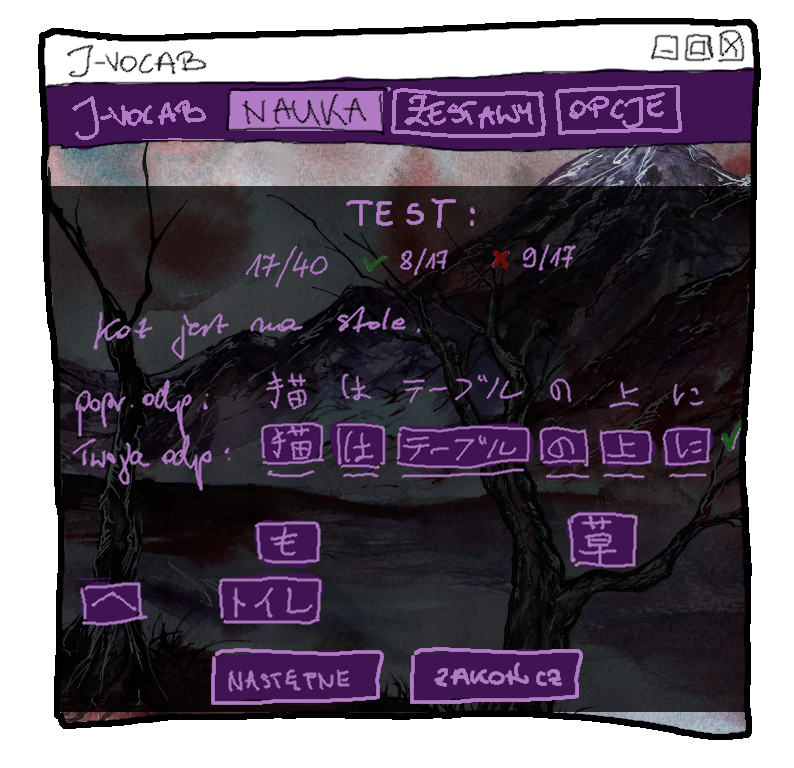 J-VOCAB
J-VOCAB NAUKA ZESTAWY OPCJE
TEST:
17/40 8/17 9/17
Kot jest na stole.
popr. odp.: 描 は テーブル の 上 に
Twoja odp.: 描 は テーブル の 上 に
も 草
へ トイレ
NASTĘPNE ZAKOŃCZ